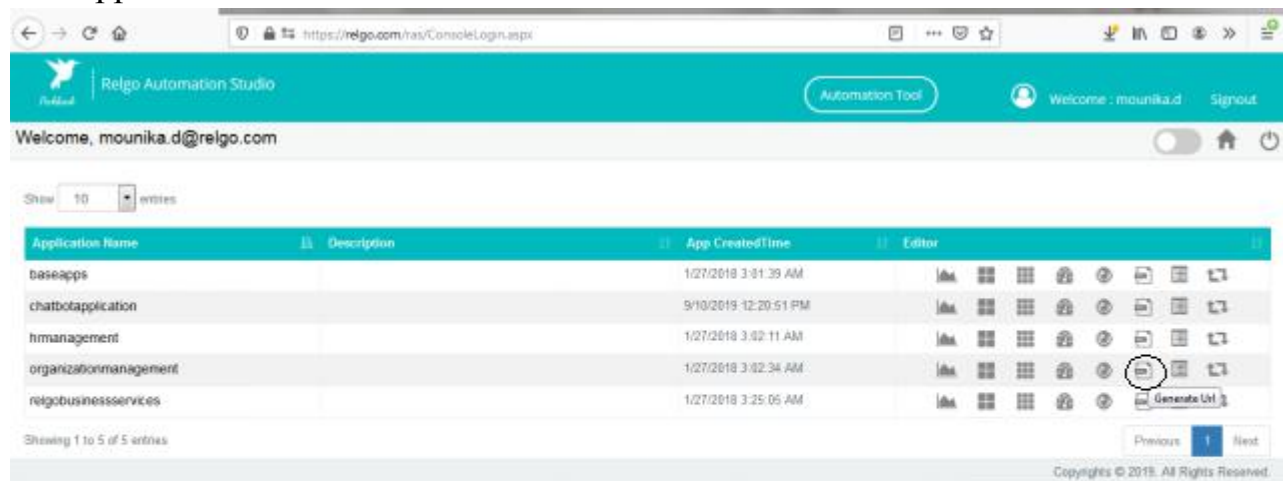 https://relgo.com/ras/ConsoleLogin.aspx
Relgo Automation Studio
Automation Tool
Welcome : mounika.d
Signout
Welcome, mounika.d@relgo.com
Show 10 entries
Application Name Description App CreatedTime Editor
baseapps 1/27/2018 3:01:39 AM
chatbotapplication 9/10/2019 12:20:51 PM
hrmanagement 1/27/2018 3:02:11 AM
organizationmanagement 1/27/2018 3:02:34 AM
relgobusinessservices 1/27/2018 3:25:05 AM
Generate Url
Showing 1 to 5 of 5 entries
Previous 1 Next
Copyrights © 2019. All Rights Reserved.